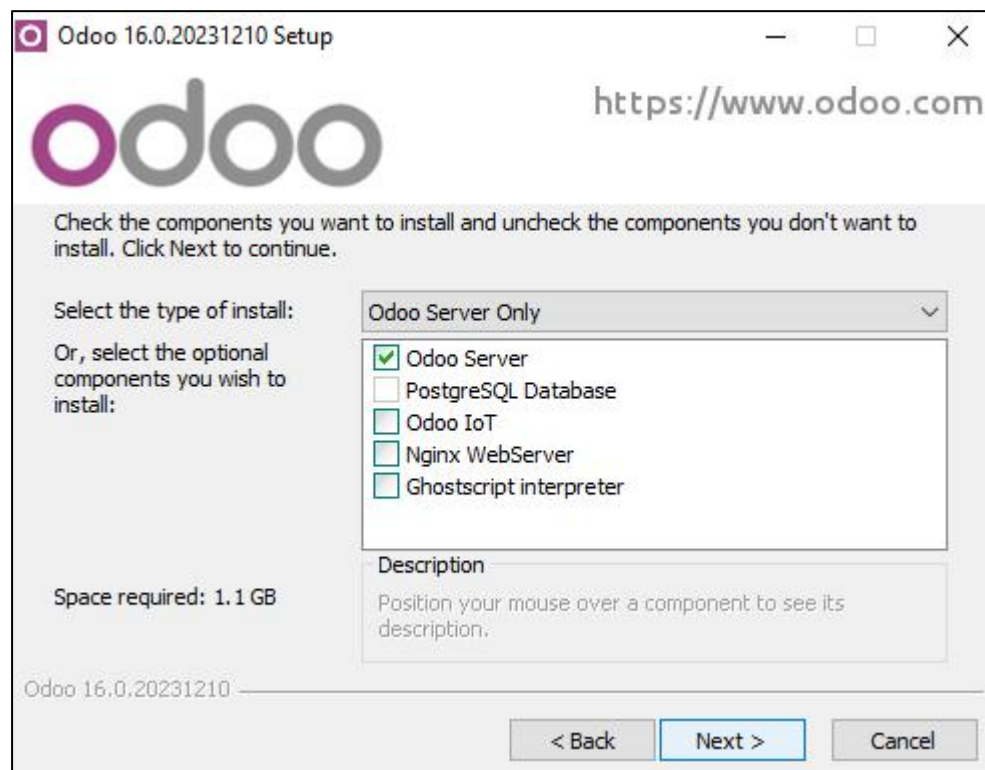 Odoo 16.0.20231210 Setup
odoo
https://www.odoo.com
Check the components you want to install and uncheck the components you don't want to
install. Click Next to continue.
Select the type of install:
Odoo Server Only
Or, select the optional
components you wish to
install:
Odoo Server
PostgreSQL Database
Odoo IoT
Nginx WebServer
Ghostscript interpreter
Space required: 1.1 GB
Description
Position your mouse over a component to see its
description.
Odoo 16.0.20231210
< Back
Next >
Cancel